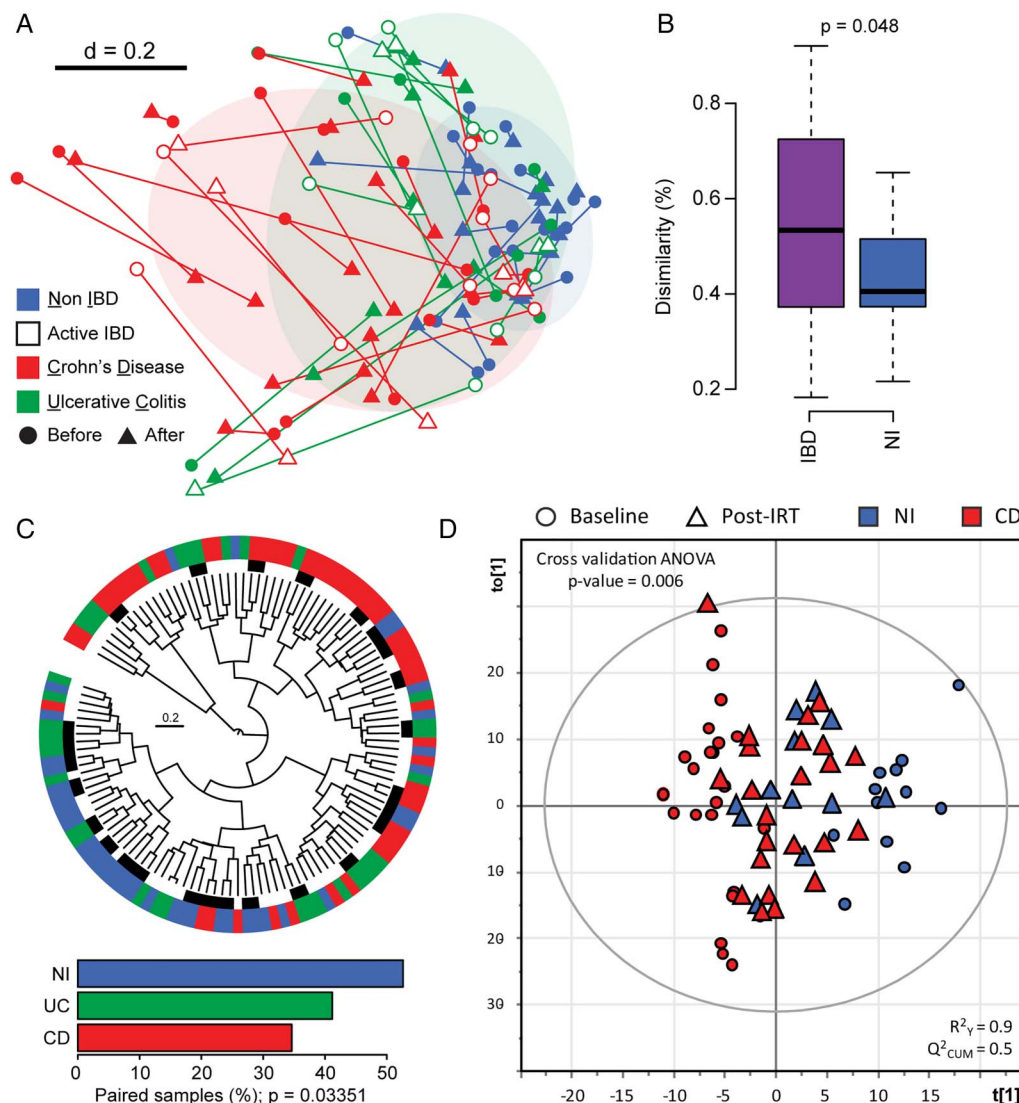 A
d = 0.2
Non IBD
Active IBD
Crohn's Disease
Ulcerative Colitis
Before After
B
p = 0.048
Disimilarity (%)
0.8
0.6
0.4
0.2
IBD
NI
C
0.2
NI
UC
CD
0 10 20 30 40 50
Paired samples (%); p = 0.03351
D
Baseline Post-IRT NI CD
Cross validation ANOVA
p-value = 0.006
to[1]
20
10
0
10
20
30
R²Y = 0.9
Q²CUM = 0.5
-20 -15 -10 -5 0 5 10 15 t[1]